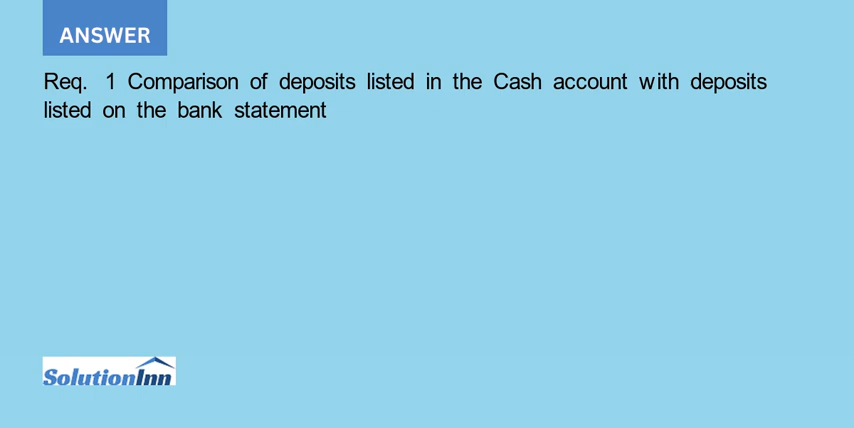 ANSWER
Req. 1 Comparison of deposits listed in the Cash account with deposits
listed on the bank statement
SolutionInn